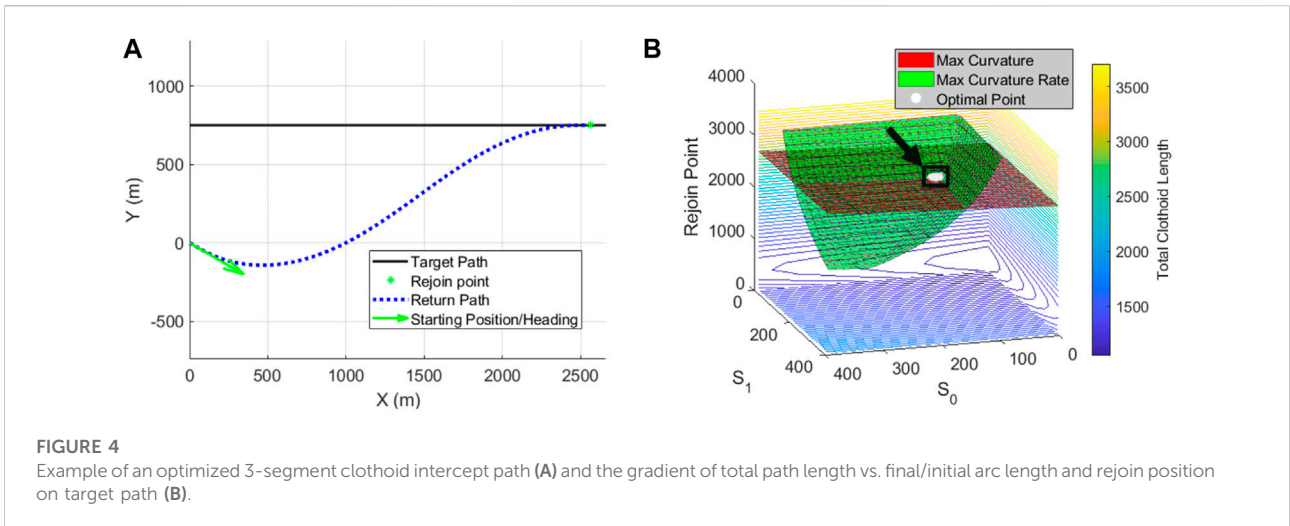 A
1000
500
0
-500
Y (m)
0 500 1000 1500 2000 2500
X (m)
Target Path
Rejoin point
Return Path
Starting Position/Heading
B
Max Curvature
Max Curvature Rate
Optimal Point
4000
3000
2000
1000
0
Rejoin Point
0
200
400
S1
400
300
200
100
0
S0
3500
3000
2500
2000
1500
Total Clothoid Length
FIGURE 4
Example of an optimized 3-segment clothoid intercept path (A) and the gradient of total path length vs. final/initial arc length and rejoin position
on target path (B).